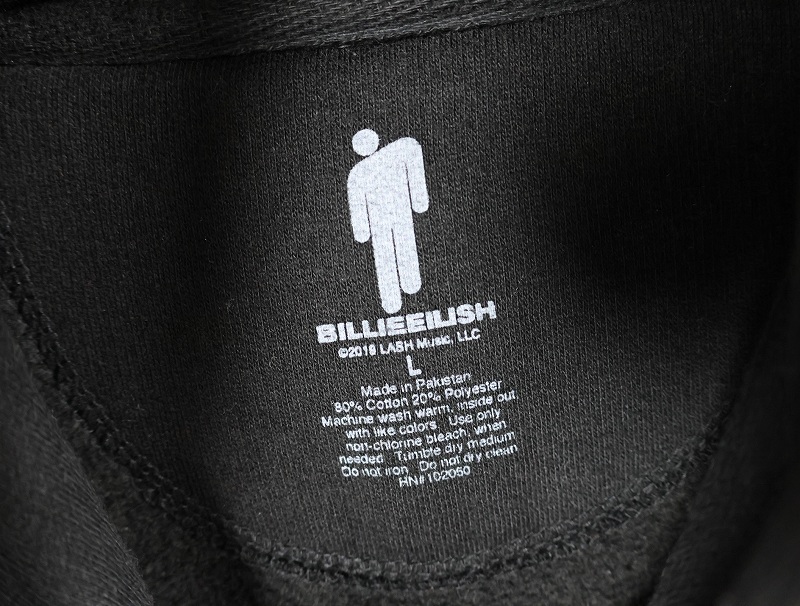 BILLIEEILISH
©2019 LASH Music, LLC
L
Made in Pakistan
80% Cotton 20% Polyester
Machine wash warm, inside out,
with like colors. Use only
non-chlorine bleach, when
needed. Tumble dry medium
Do not iron. Do not dry clean
RN#102050